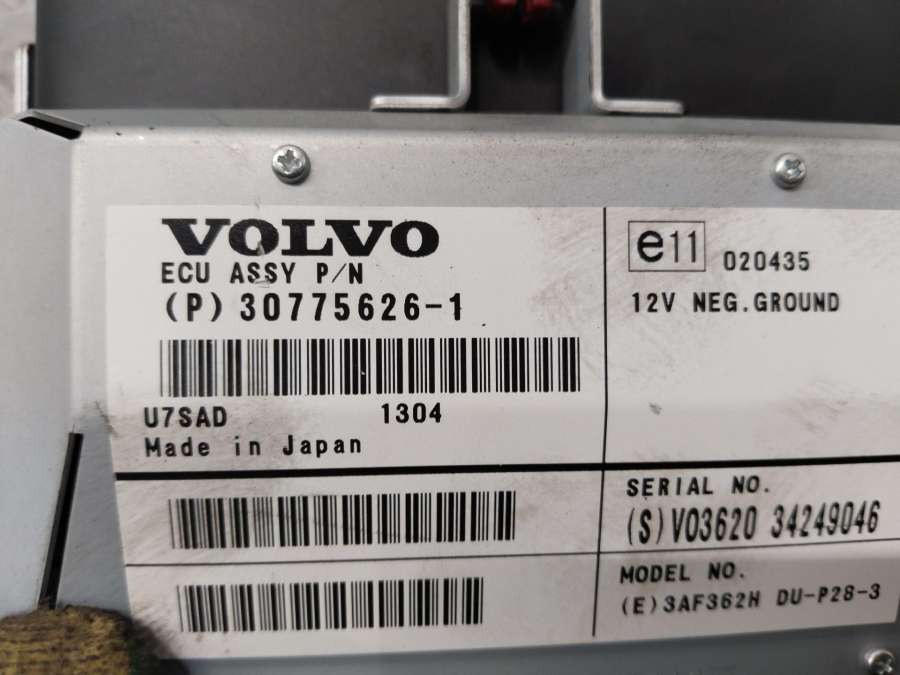 VOLVO
ECU ASSY P/N
(P) 30775626-1
U7SAD 1304
Made in Japan
e11 020435
12V NEG.GROUND
SERIAL NO.
(S)VO3620 34249046
MODEL NO.
(E)3AF362H DU-P28-3